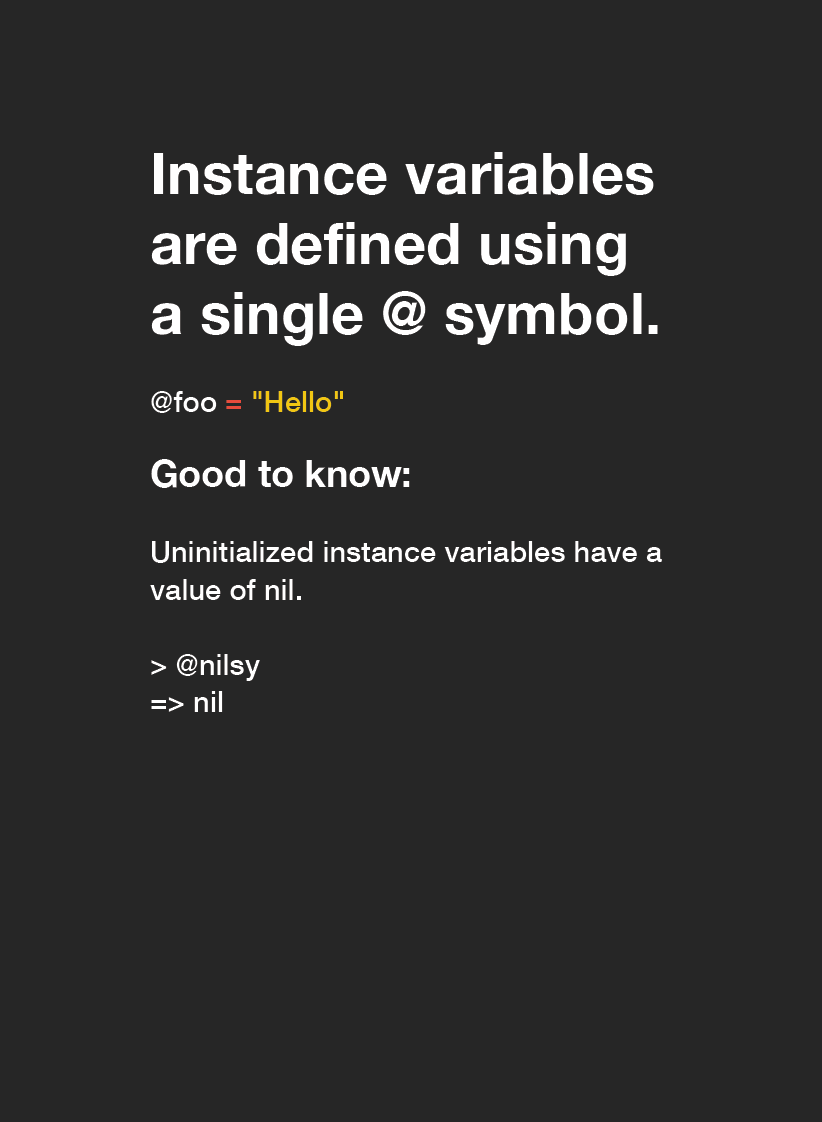 Instance variables
are defined using
a single @ symbol.
@foo = "Hello"
Good to know:
Uninitialized instance variables have a
value of nil.
> @nilsy
=> nil